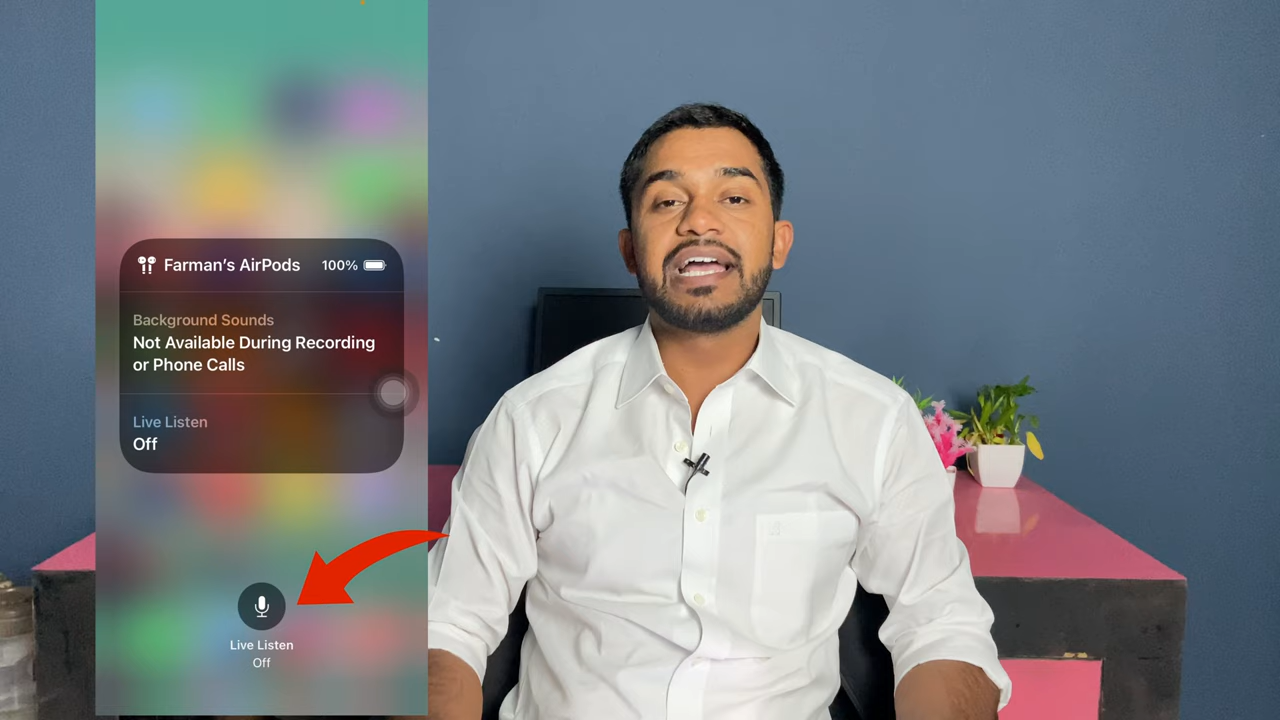 Farman’s AirPods 100%
Background Sounds
Not Available During Recording
or Phone Calls
Live Listen
Off
Live Listen
Off